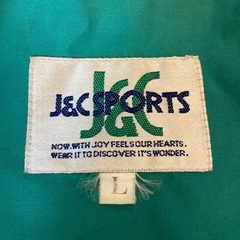 J&C
J&C SPORTS
NOW. WITH JOY FEELS OUR HEARTS.
WEAR IT TO DISCOVER IT'S WONDER.
L